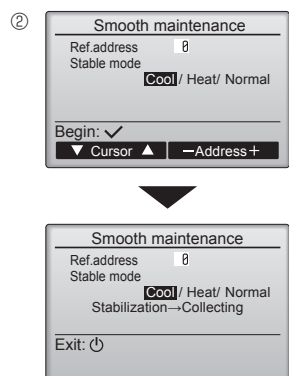 ②
Smooth maintenance
Ref.address 0
Stable mode
Cool / Heat/ Normal
Begin: ✓
▼ Cursor ▲ −Address+
Smooth maintenance
Ref.address 0
Stable mode
Cool / Heat/ Normal
Stabilization→Collecting
Exit: ⏻